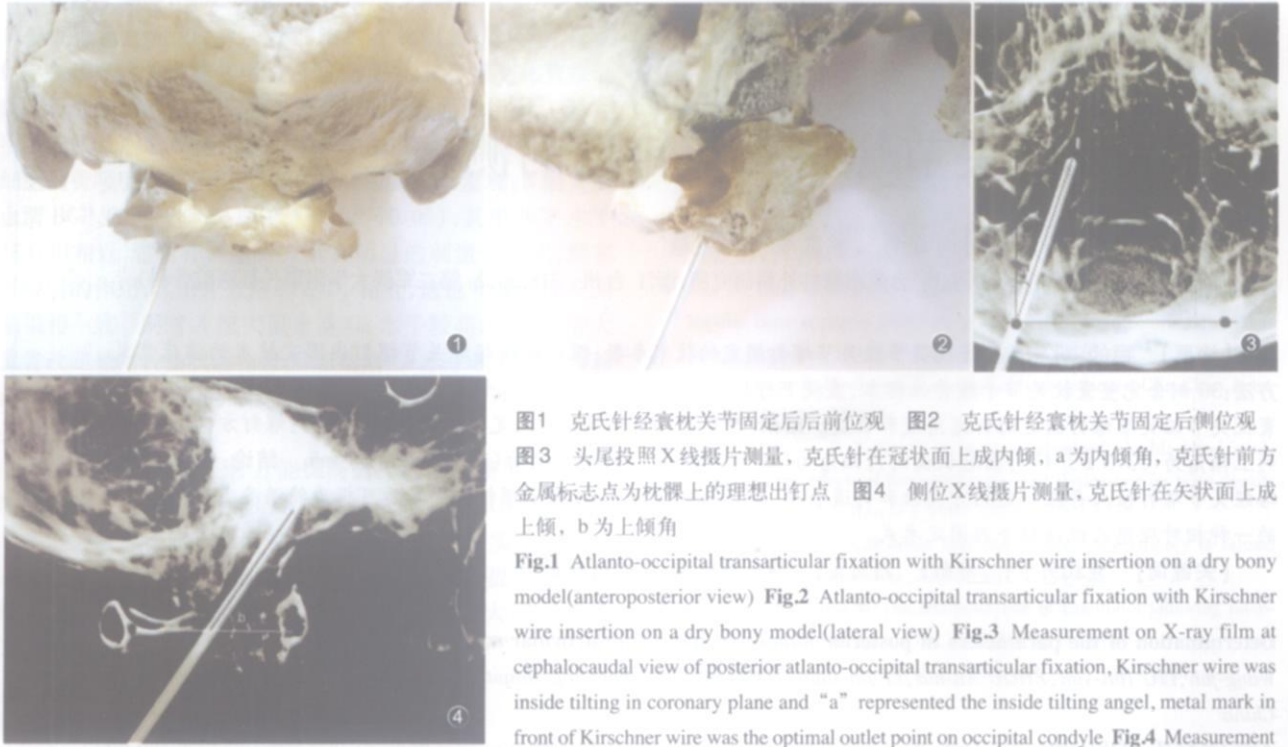 ①
②
③
④
a
b
图1 克氏针经寰枕关节固定后后前位观 图2 克氏针经寰枕关节固定后侧位观
图3 头尾投照X线摄片测量，克氏针在冠状面上成内倾，a为内倾角，克氏针前方
金属标志点为枕髁上的理想出钉点 图4 侧位X线摄片测量，克氏针在矢状面上成
上倾，b为上倾角
Fig.1 Atlanto-occipital transarticular fixation with Kirschner wire insertion on a dry bony
model(anteroposterior view) Fig.2 Atlanto-occipital transarticular fixation with Kirschner
wire insertion on a dry bony model(lateral view) Fig.3 Measurement on X-ray film at
cephalocaudal view of posterior atlanto-occipital transarticular fixation, Kirschner wire was
inside tilting in coronary plane and “a” represented the inside tilting angel, metal mark in
front of Kirschner wire was the optimal outlet point on occipital condyle Fig.4 Measurement